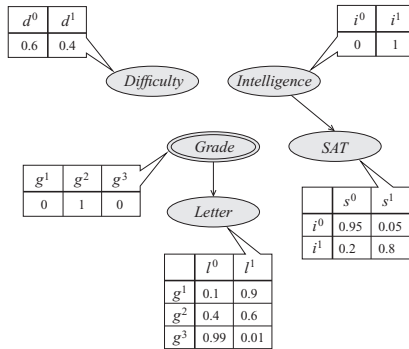 d⁰ d¹
0.6 0.4
i⁰ i¹
0 1
Difficulty
Intelligence
Grade
SAT
g¹ g² g³
0 1 0
Letter
s⁰ s¹
i⁰ 0.95 0.05
i¹ 0.2 0.8
l⁰ l¹
g¹ 0.1 0.9
g² 0.4 0.6
g³ 0.99 0.01